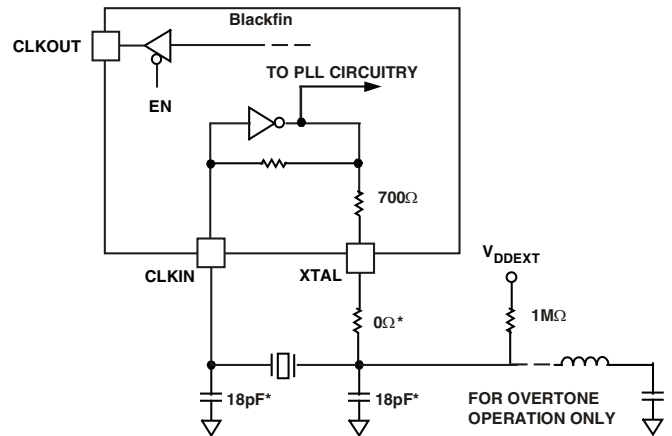 Blackfin
CLKOUT
TO PLL CIRCUITRY
EN
700Ω
V_DDEXT
CLKIN
XTAL
0Ω*
1MΩ
18pF*
18pF*
FOR OVERTONE
OPERATION ONLY